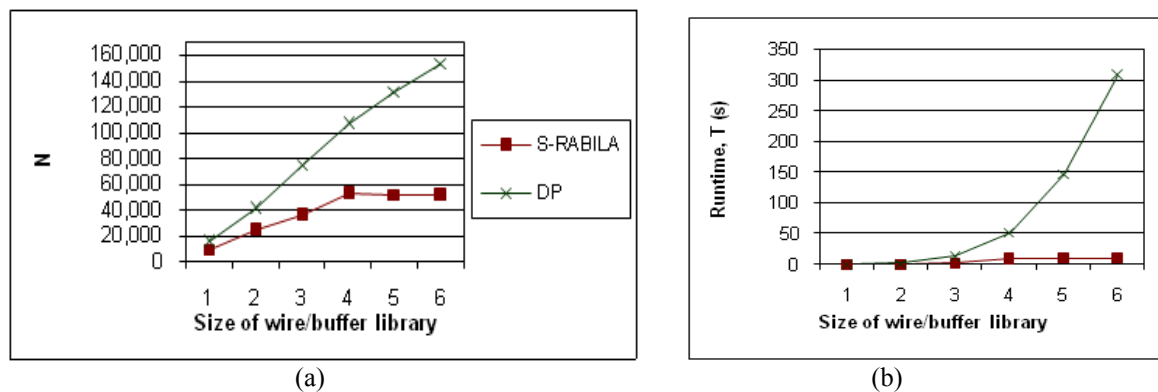 160,000
140,000
120,000
100,000
80,000
60,000
40,000
20,000
0
N
1 2 3 4 5 6
Size of wire/buffer library
S-RABILA
DP
(a)
350
300
250
200
150
100
50
0
Runtime, T (s)
1 2 3 4 5 6
Size of wire/buffer library
(b)